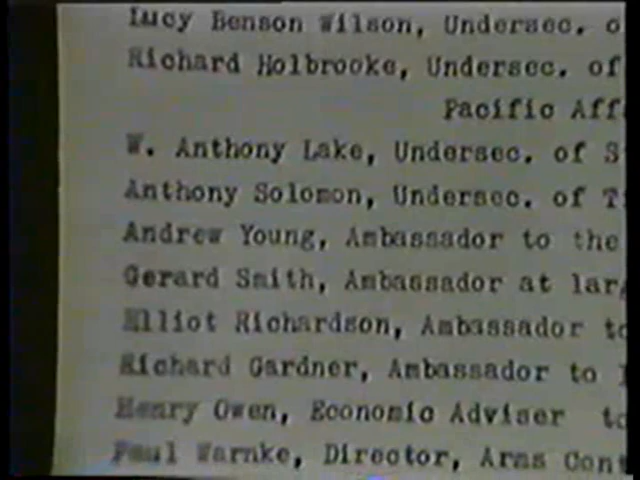 Lucy Benson Wilson, Undersec. o
Richard Holbrooke, Undersec. of
Pacific Aff
W. Anthony Lake, Undersec. of S
Anthony Solomon, Undersec. of T
Andrew Young, Ambassador to the
Gerard Smith, Ambassador at lar
Elliot Richardson, Ambassador to
Richard Gardner, Ambassador to
Henry Owen, Economic Adviser to
Paul Warnke, Director, Arms Cont